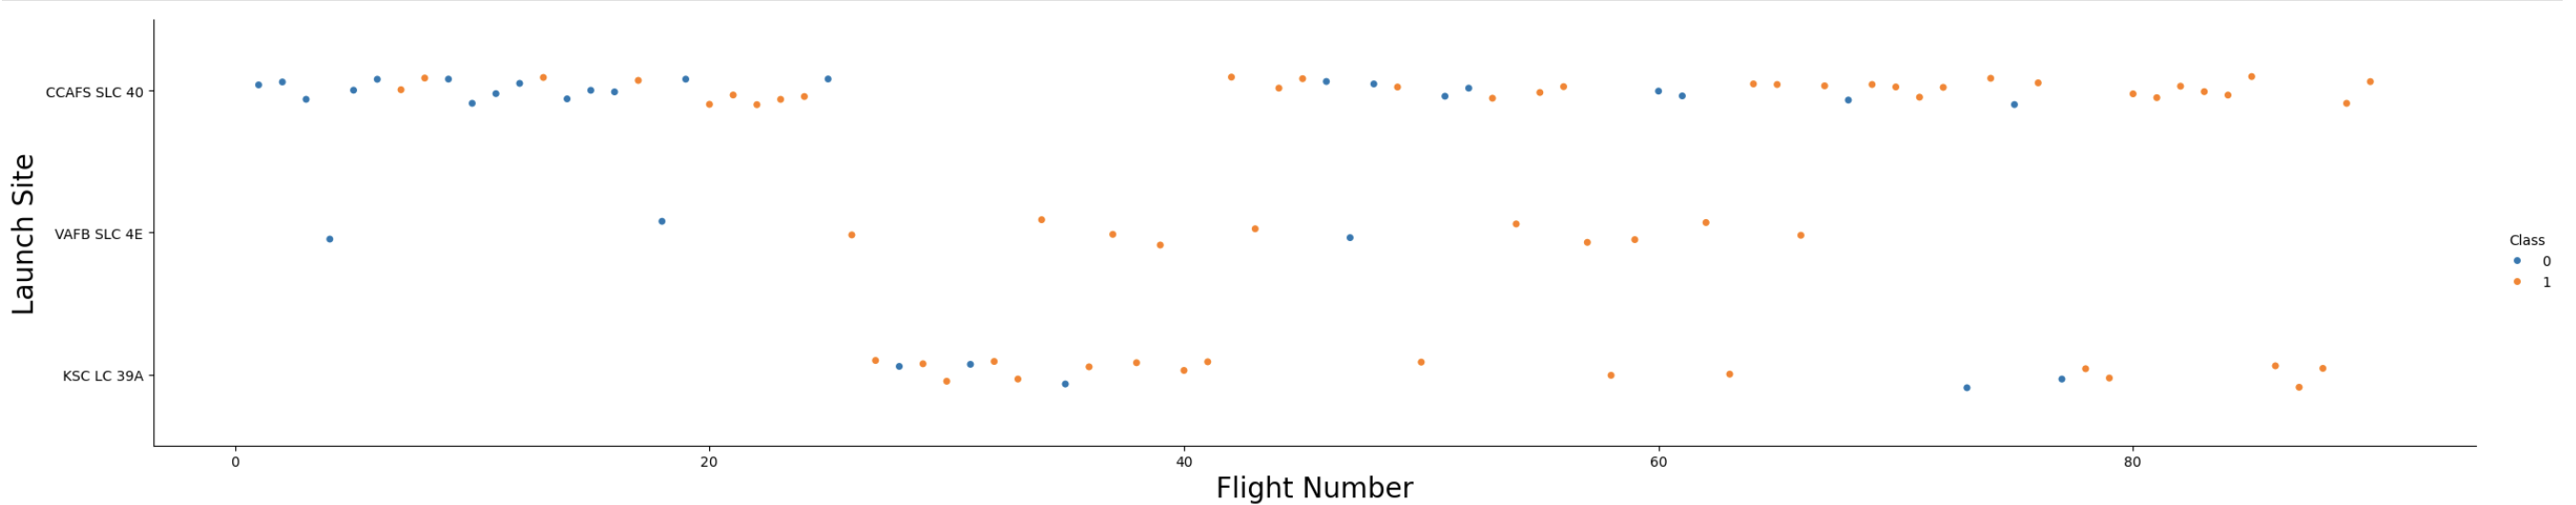 CCAFS SLC 40
VAFB SLC 4E
KSC LC 39A
Launch Site
0 20 40 60 80
Flight Number
Class
0
1